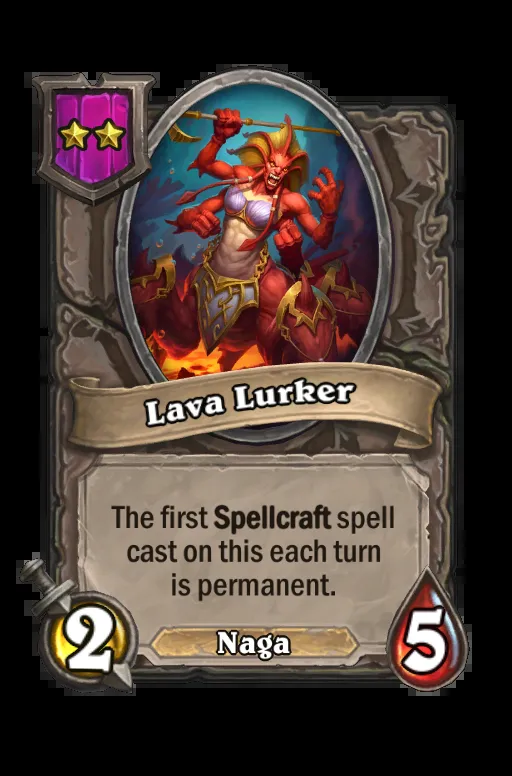 Lava Lurker
The first Spellcraft spell
cast on this each turn
is permanent.
2
Naga
5